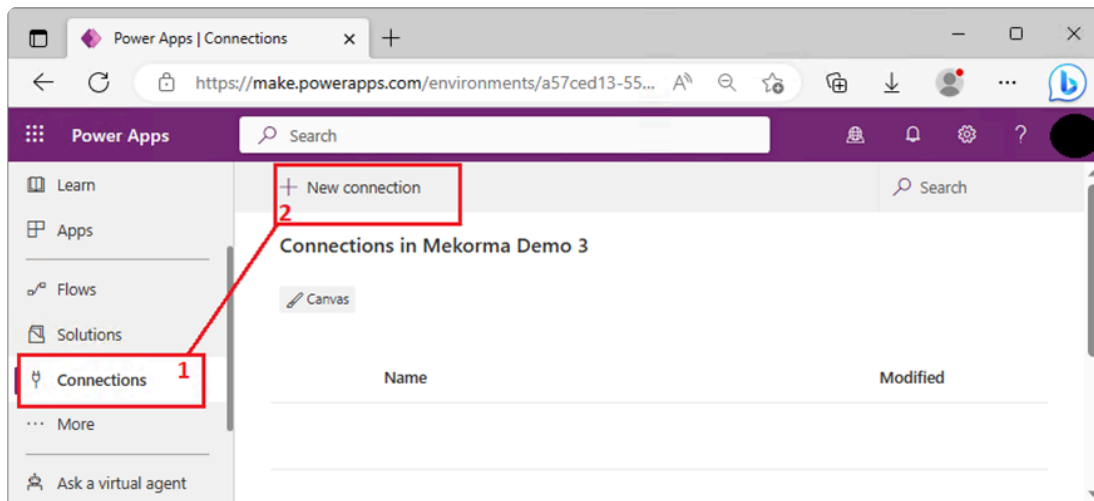 Power Apps | Connections
https://make.powerapps.com/environments/a57ced13-55...
Power Apps
Search
Learn
Apps
Flows
Solutions
Connections
1
More
Ask a virtual agent
New connection
2
Search
Connections in Mekorma Demo 3
Canvas
Name Modified